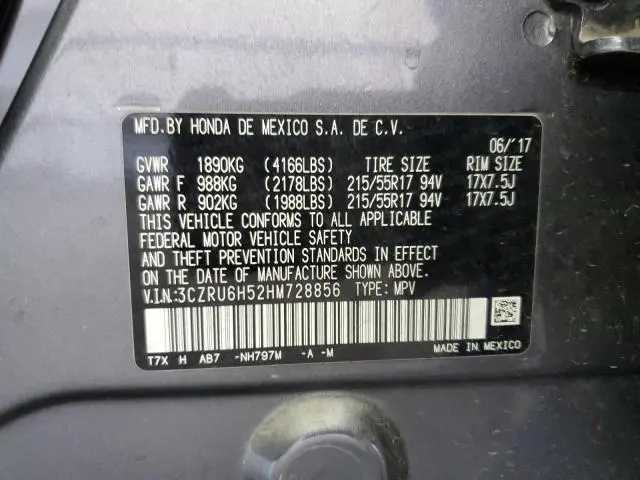 MFD.BY HONDA DE MEXICO S.A. DE C.V.
06/'17
GVWR 1890KG (4166LBS) TIRE SIZE RIM SIZE
GAWR F 988KG (2178LBS) 215/55R17 94V 17X7.5J
GAWR R 902KG (1988LBS) 215/55R17 94V 17X7.5J
THIS VEHICLE CONFORMS TO ALL APPLICABLE
FEDERAL MOTOR VEHICLE SAFETY
AND THEFT PREVENTION STANDARDS IN EFFECT
ON THE DATE OF MANUFACTURE SHOWN ABOVE.
V.I.N.:3CZRU6H52HM728856 TYPE: MPV
T7X H AB7 -NH797M -A -M MADE IN MEXICO